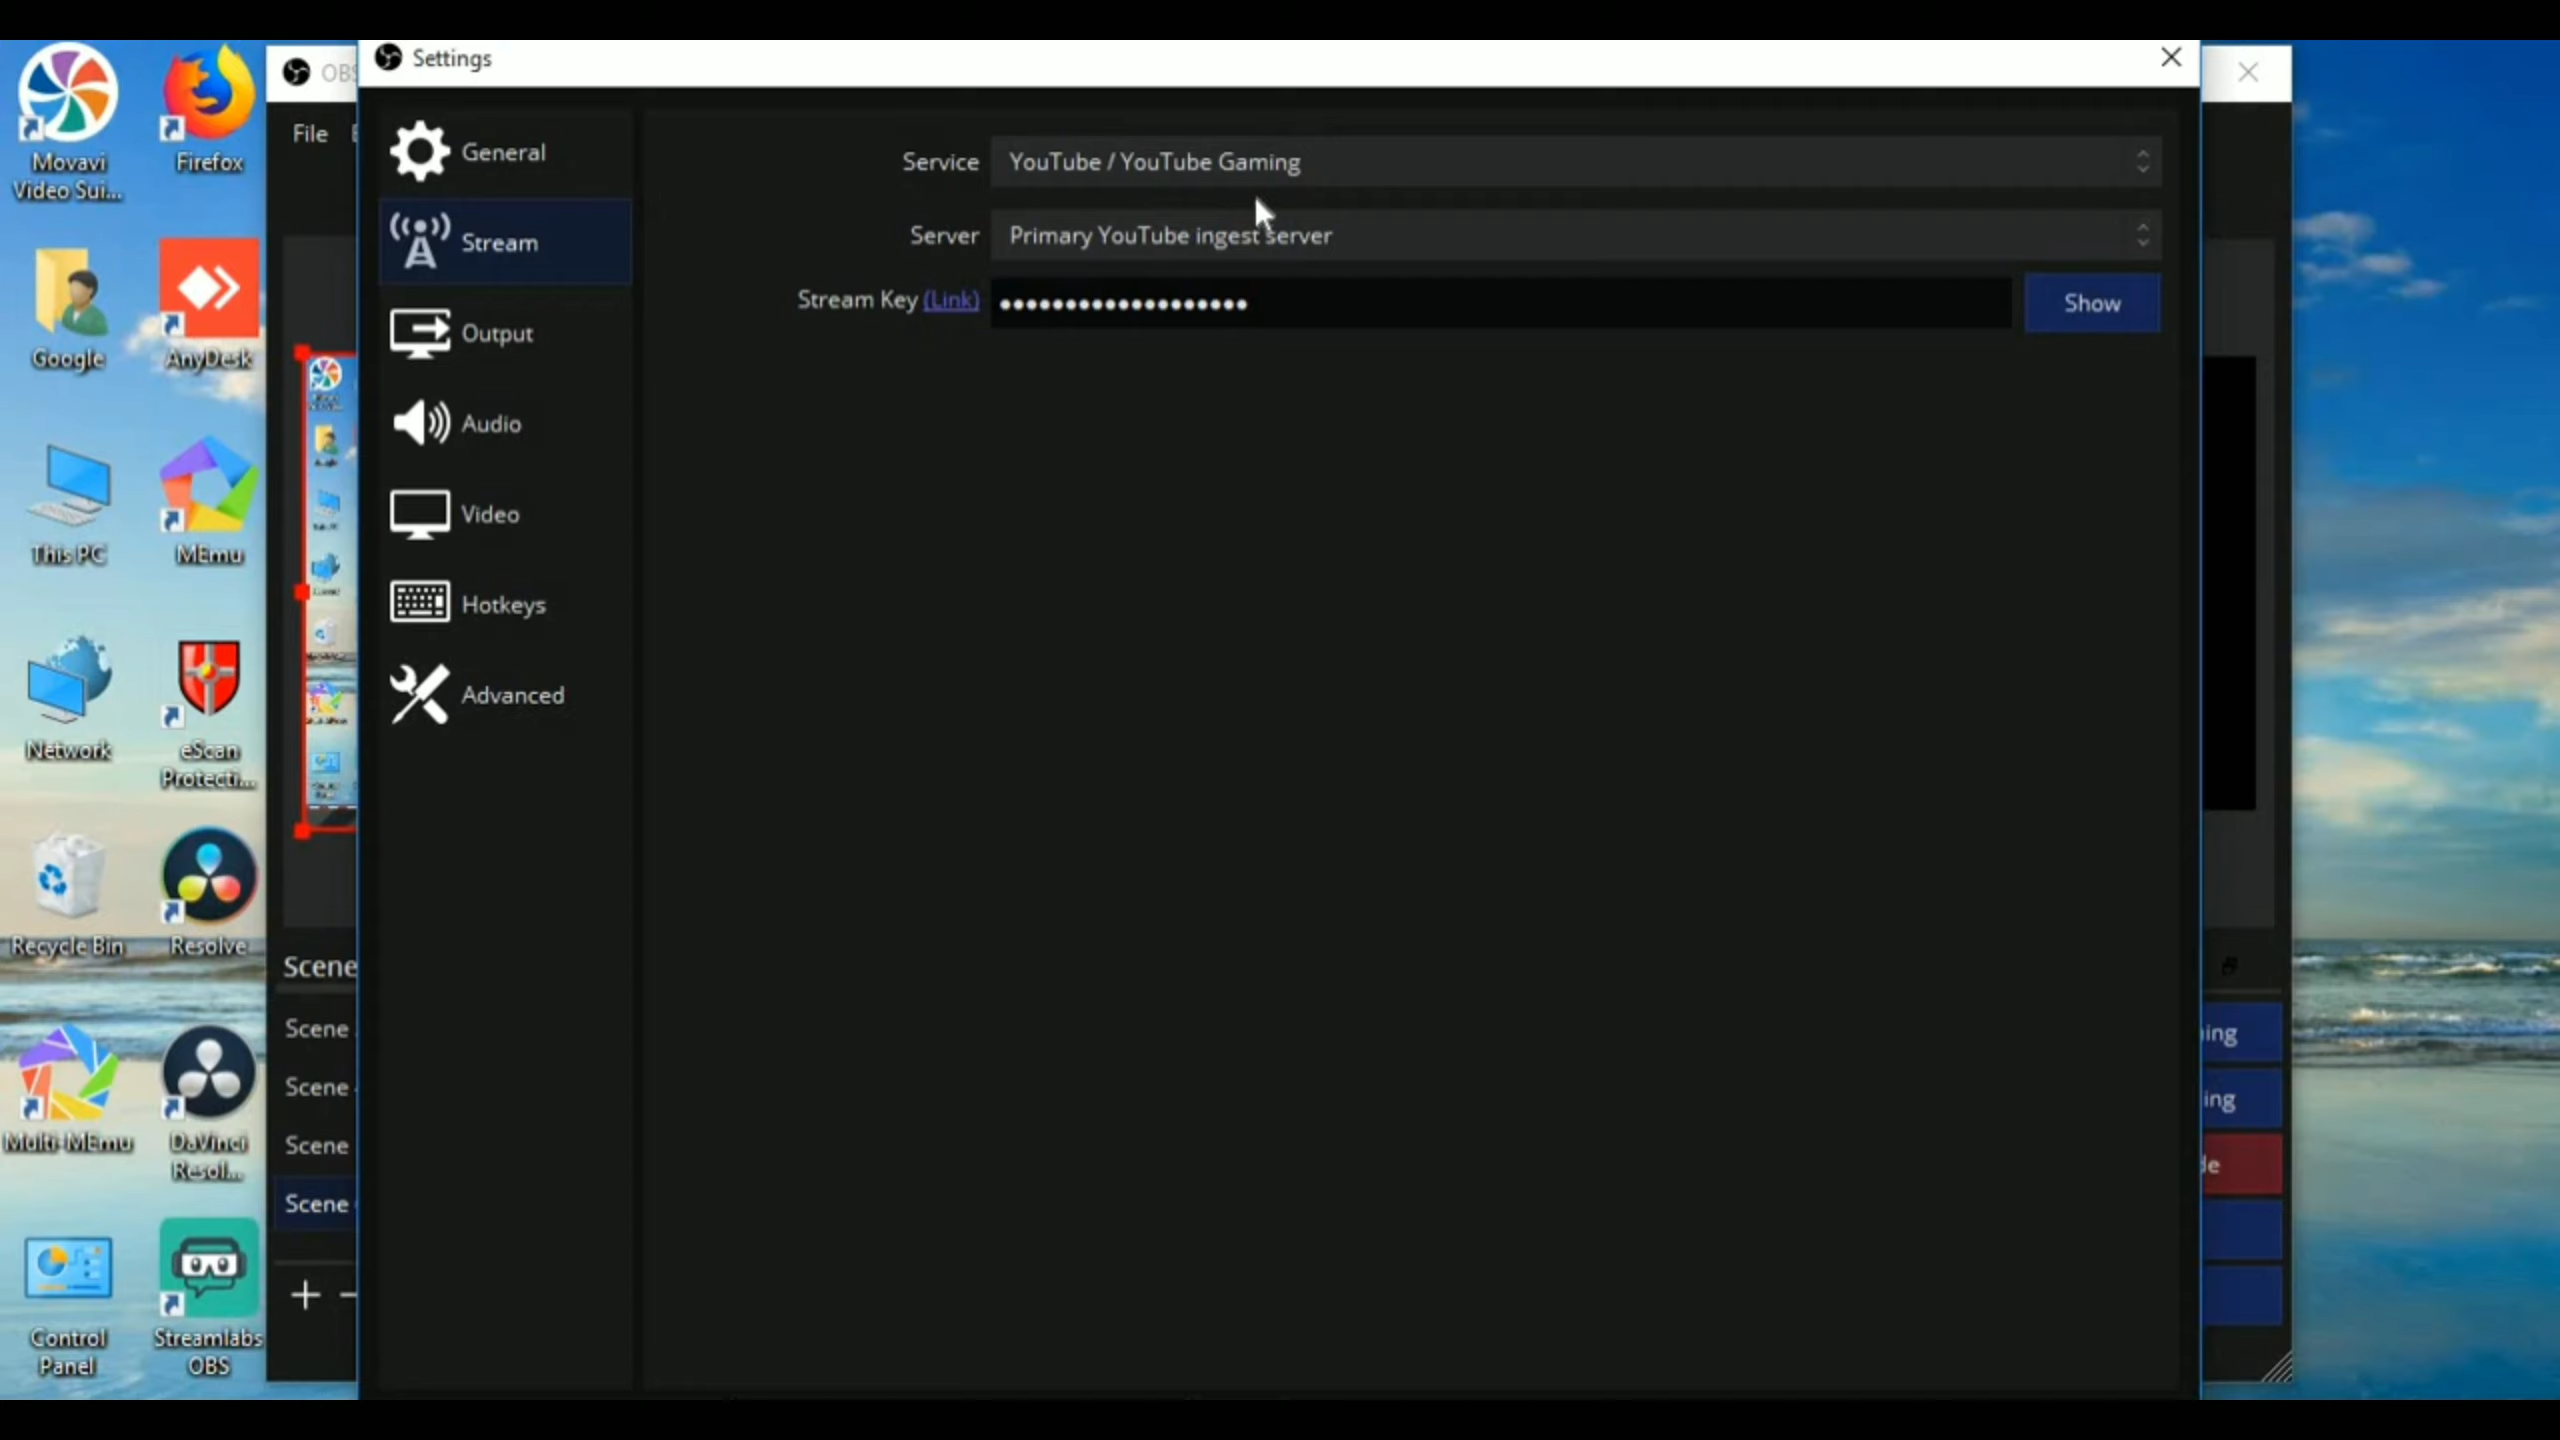 Settings
OBS
File
General
Stream
Output
Audio
Video
Hotkeys
Advanced
Service
YouTube / YouTube Gaming
Server
Primary YouTube ingest server
Stream Key (Link)
Show
Movavi
Video Sui...
Firefox
Google
AnyDesk
This PC
MEmu
Network
eScan
Protecti...
Recycle Bin
Resolve
Multi-MEmu
DaVinci
Resol...
Control
Panel
Streamlabs
OBS
Scene
Scene
Scene
Scene
Scene
ing
ing
de